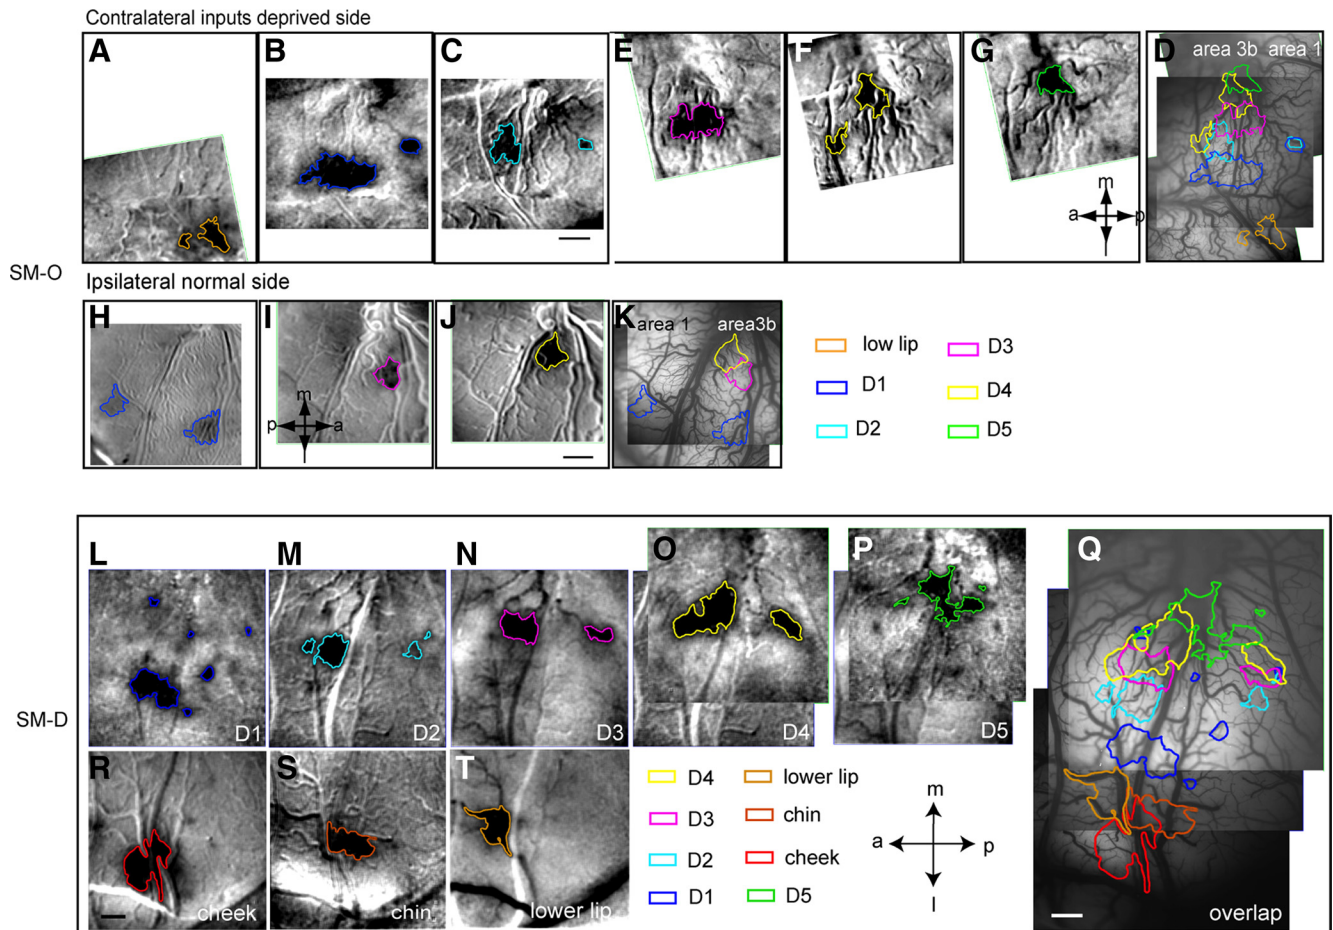 Contralateral inputs deprived side
A
B
C
E
F
G
D
area 3b area 1
m
a
p
SM-O
Ipsilateral normal side
H
I
J
K
area 1
area3b
m
p
a
l
low lip
D3
D1
D4
D2
D5
L
M
N
O
P
Q
D1
D2
D3
D4
D5
SM-D
R
S
T
cheek
chin
lower lip
D4
lower lip
D3
chin
D2
cheek
D1
D5
m
a
p
l
overlap